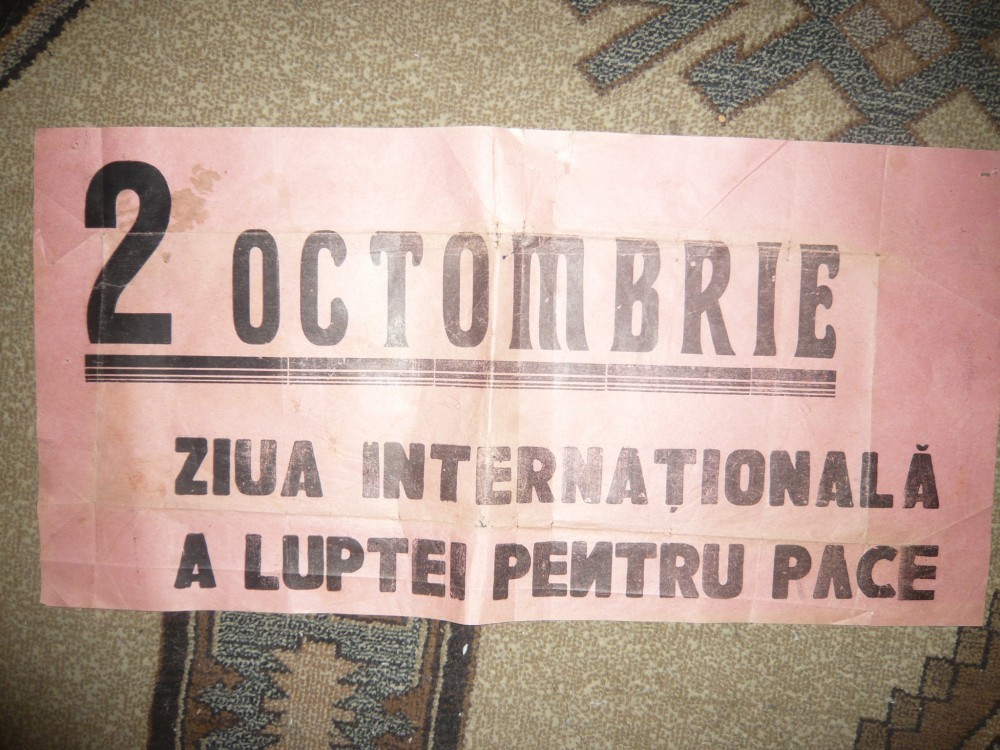 2 OCTOMBRIE
ZIUA INTERNAȚIONALĂ
A LUPTEI PENTRU PACE